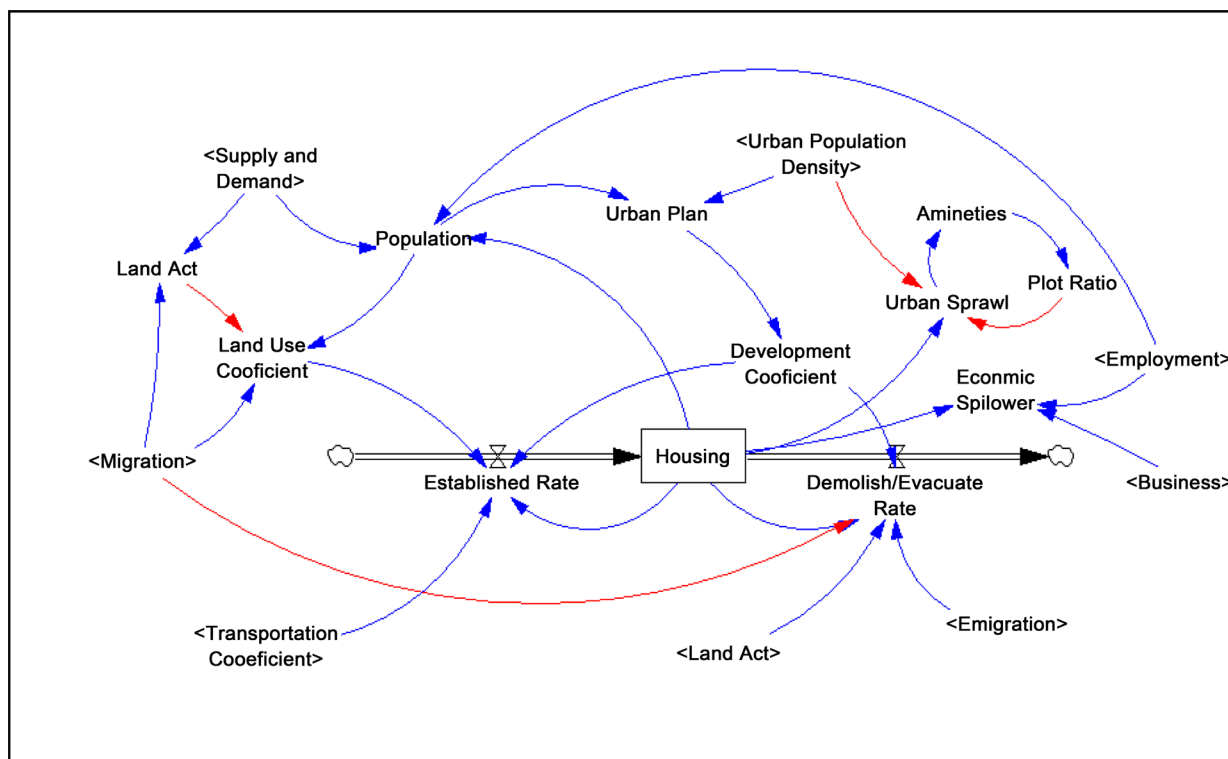 <Urban Population
Density>
<Supply and
Demand>
Urban Plan
Amineties
Population
Land Act
Plot Ratio
Urban Sprawl
Land Use
Cooficient
Development
Cooficient
<Employment>
Econmic
Spilower
<Migration>
Housing
Established Rate
Demolish/Evacuate
Rate
<Business>
<Transportation
Cooeficient>
<Emigration>
<Land Act>